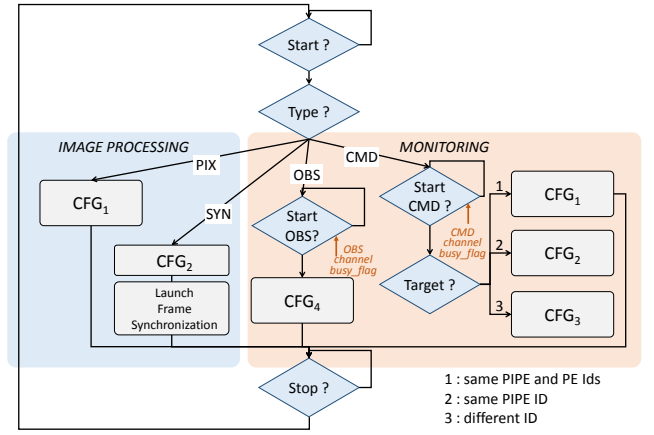 Start ?
Type ?
IMAGE PROCESSING
MONITORING
PIX
SYN
OBS
CMD
CFG1
CFG2
Launch
Frame
Synchronization
Start
OBS?
OBS
channel
busy_flag
CFG4
Start
CMD ?
CMD
channel
busy_flag
Target ?
1
CFG1
2
CFG2
3
CFG3
Stop ?
1 : same PIPE and PE Ids
2 : same PIPE ID
3 : different ID